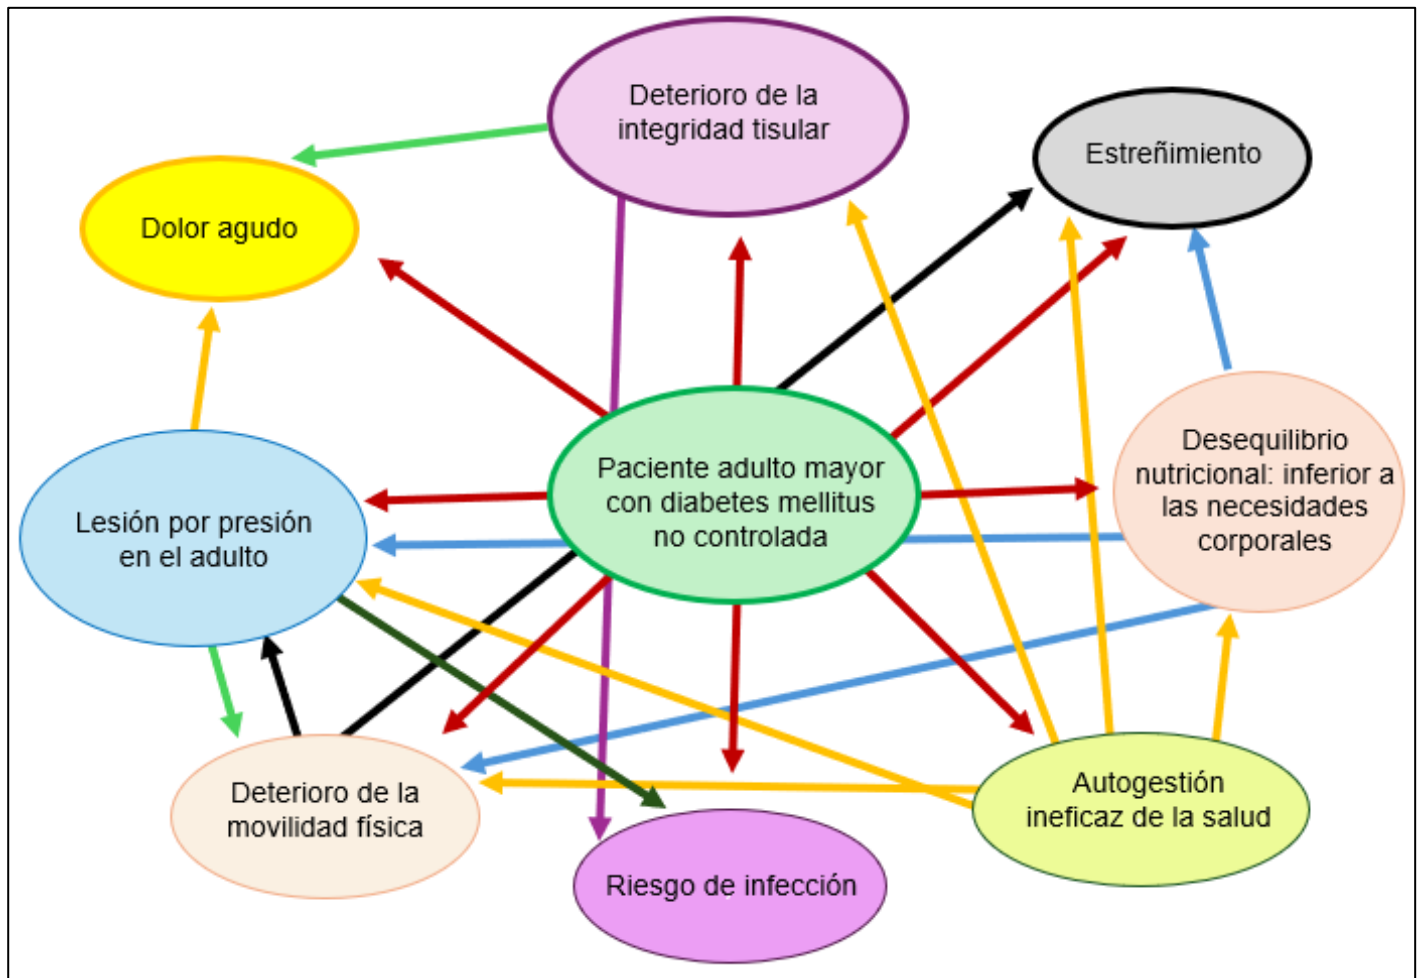 Deterioro de la
integridad tisular
Estreñimiento
Dolor agudo
Desequilibrio
nutricional: inferior a
las necesidades
corporales
Paciente adulto mayor
con diabetes mellitus
no controlada
Lesión por presión
en el adulto
Deterioro de la
movilidad física
Autogestión
ineficaz de la salud
Riesgo de infección